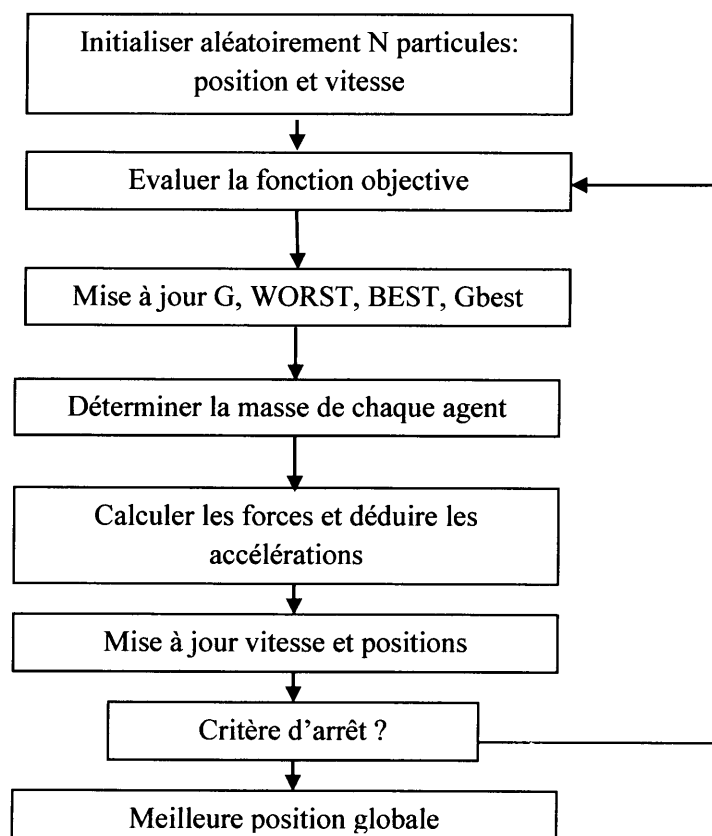 Initialiser aléatoirement N particules:
position et vitesse
Evaluer la fonction objective
Mise à jour G, WORST, BEST, Gbest
Déterminer la masse de chaque agent
Calculer les forces et déduire les
accélérations
Mise à jour vitesse et positions
Critère d'arrêt ?
Meilleure position globale